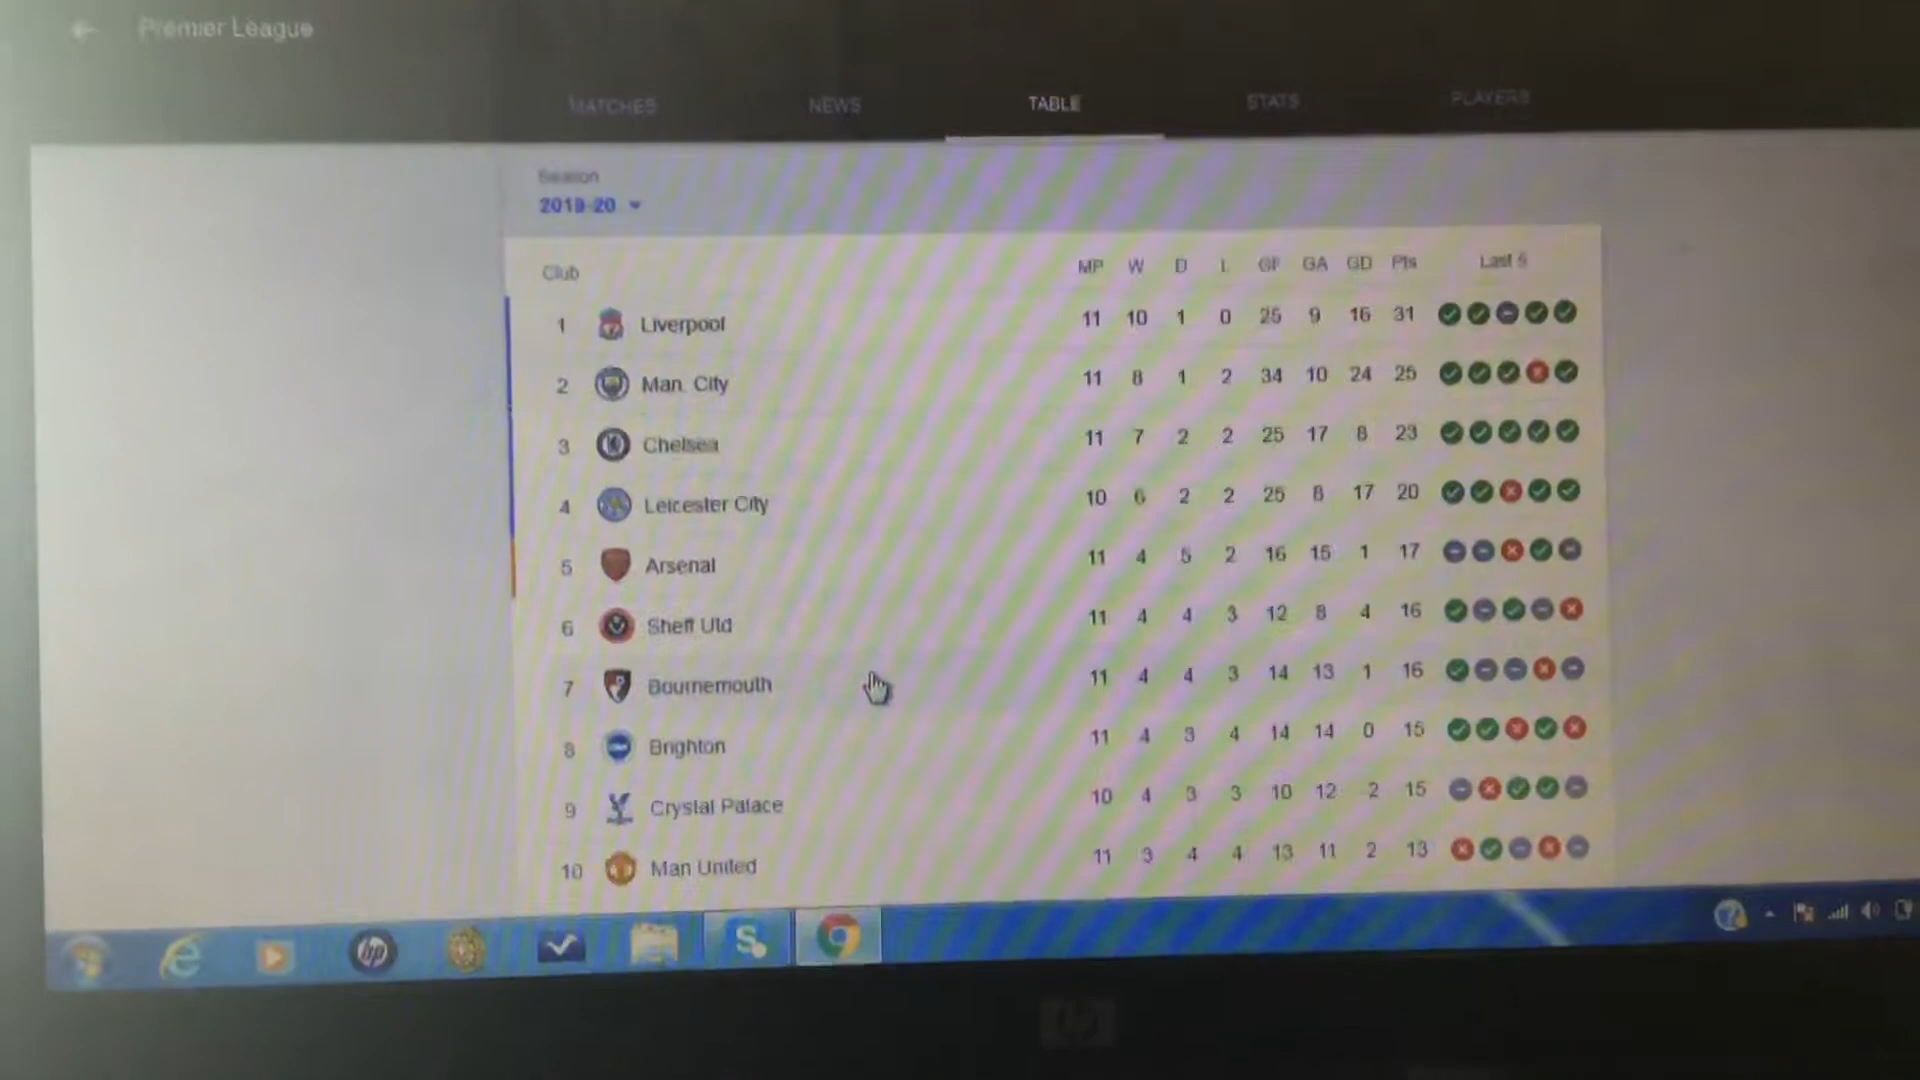 Premier League
MATCHES NEWS TABLE STATS PLAYERS
Season
2019-20
Club MP W D L GF GA GD Pts Last 5
1 Liverpool 11 10 1 0 25 9 16 31
2 Man. City 11 8 1 2 34 10 24 25
3 Chelsea 11 7 2 2 25 17 8 23
4 Leicester City 10 6 2 2 25 8 17 20
5 Arsenal 11 4 5 2 16 15 1 17
6 Sheff Utd 11 4 4 3 12 8 4 16
7 Bournemouth 11 4 4 3 14 13 1 16
8 Brighton 11 4 3 4 14 14 0 15
9 Crystal Palace 10 4 3 3 10 12 -2 15
10 Man United 11 3 4 4 13 11 2 13
hp
S
hp